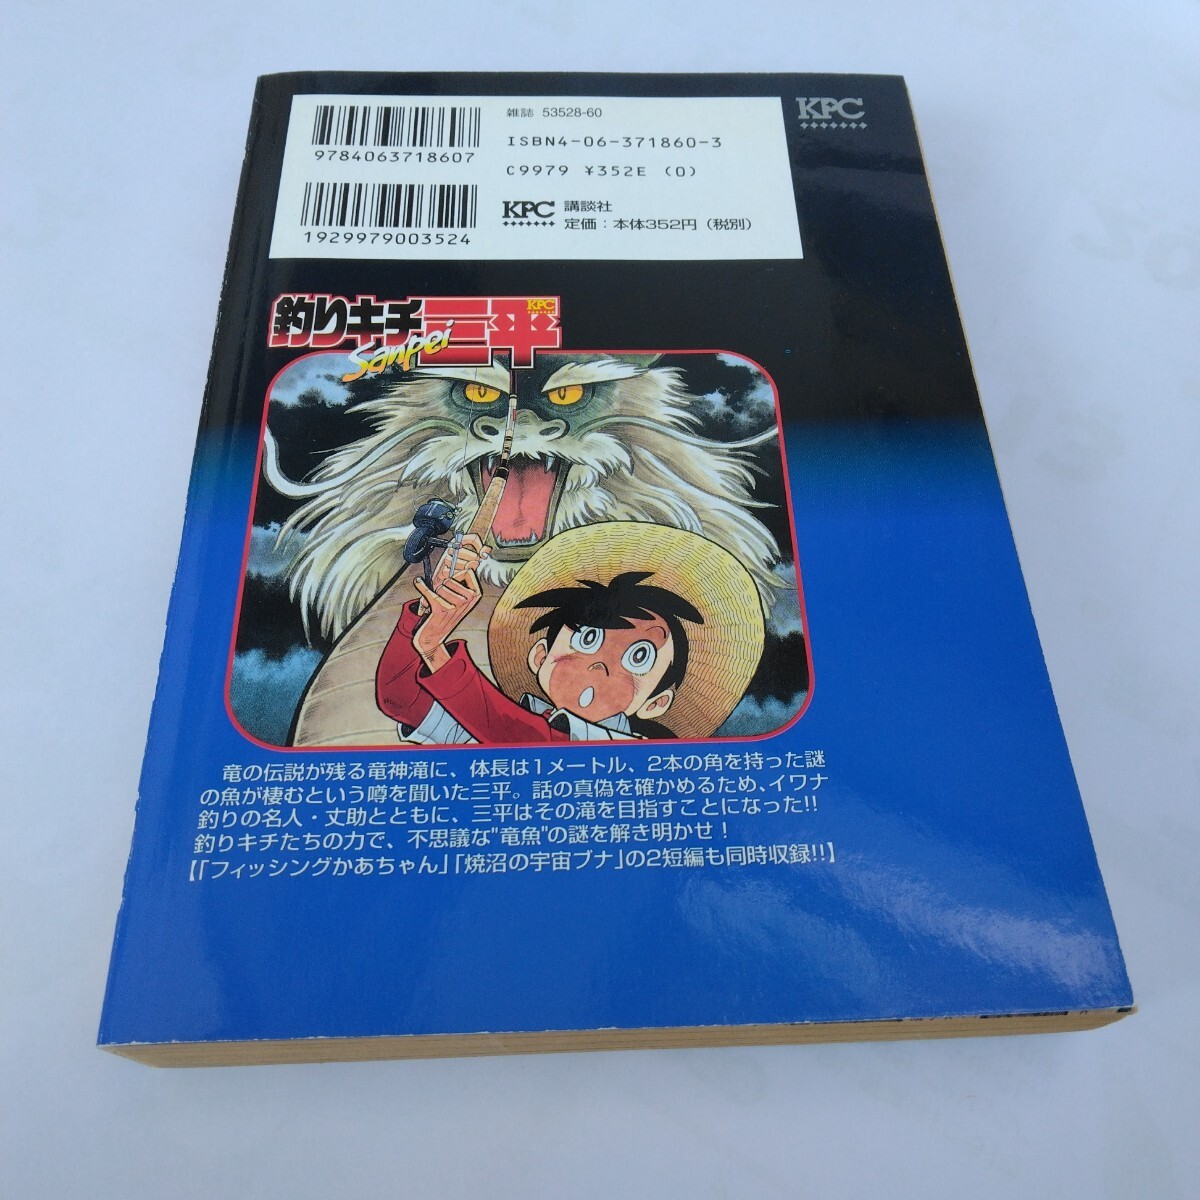 KPC
雑誌 53528-60
ISBN4-06-371860-3
C9979 ¥352E (0)
9784063718607
1929979003524
KPC 講談社
定価：本体352円（税別）
釣りキチ三平
KPC
Sanpei
竜の伝説が残る竜神滝に、体長は1メートル、2本の角を持った謎
の魚が棲むという噂を聞いた三平。話の真偽を確かめるため、イワナ
釣りの名人・丈助とともに、三平はその滝を目指すことになった!!
釣りキチたちの力で、不思議な"竜魚"の謎を解き明かせ！
【「フィッシングかあちゃん」「焼沼の宇宙ブナ」の2短編も同時収録!!】